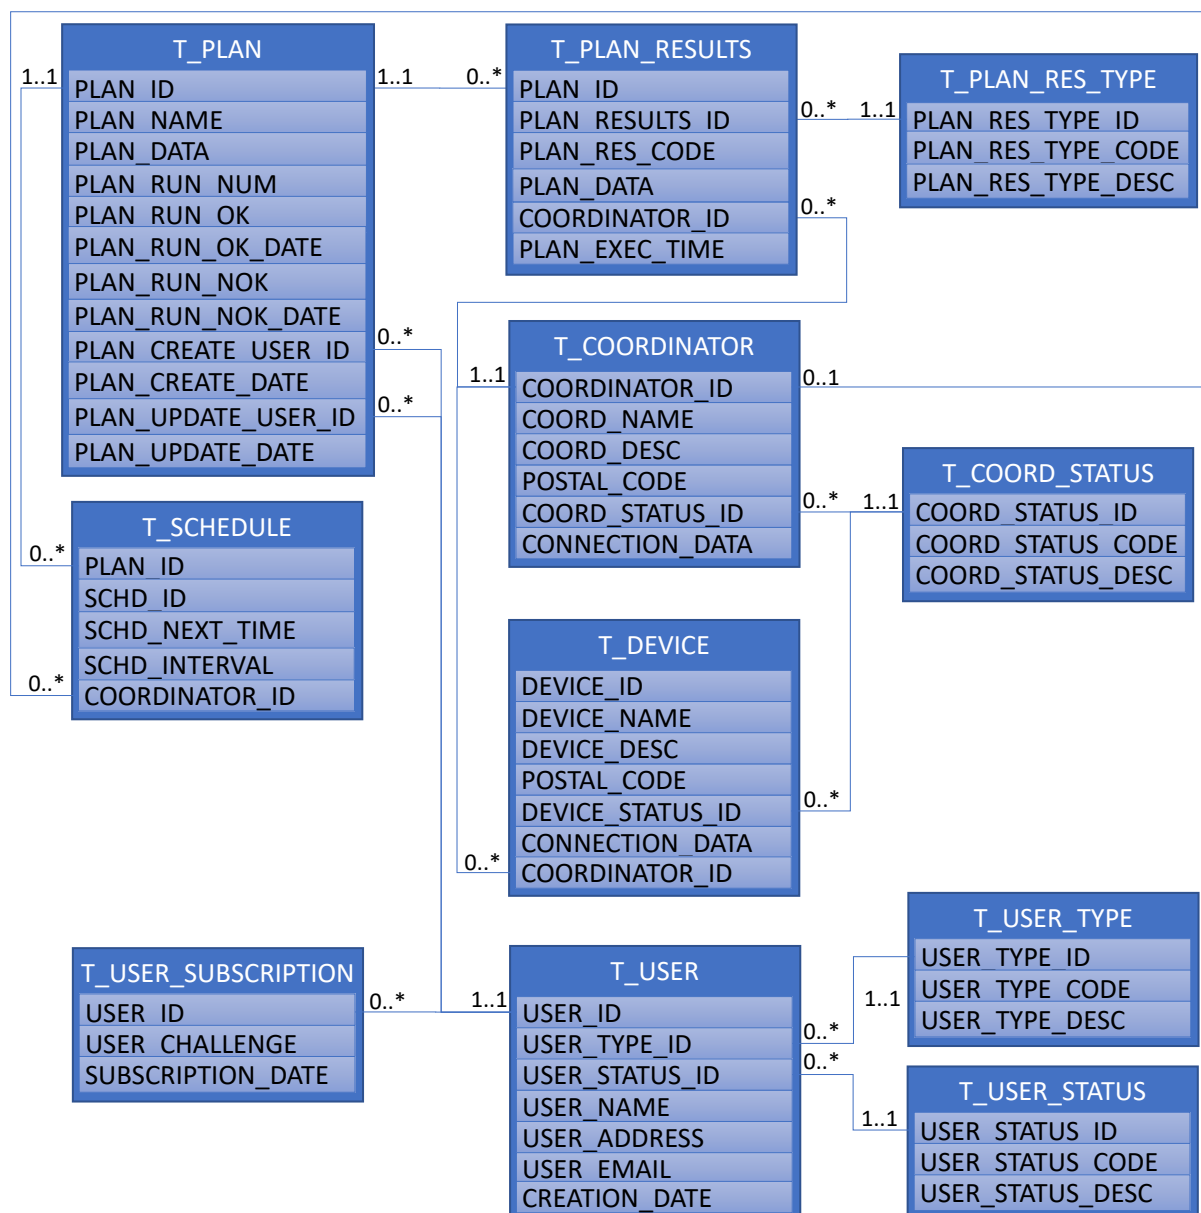 T_PLAN
1..1
1..1
PLAN_ID
PLAN_NAME
PLAN_DATA
PLAN_RUN_NUM
PLAN_RUN_OK
PLAN_RUN_OK_DATE
PLAN_RUN_NOK
PLAN_RUN_NOK_DATE
PLAN_CREATE_USER_ID
0..*
PLAN_CREATE_DATE
PLAN_UPDATE_USER_ID
0..*
PLAN_UPDATE_DATE
T_PLAN_RESULTS
0..*
PLAN_ID
PLAN_RESULTS_ID
0..*
PLAN_RES_CODE
PLAN_DATA
COORDINATOR_ID
0..*
PLAN_EXEC_TIME
T_PLAN_RES_TYPE
1..1
PLAN_RES_TYPE_ID
PLAN_RES_TYPE_CODE
PLAN_RES_TYPE_DESC
T_COORDINATOR
1..1
COORDINATOR_ID
0..1
COORD_NAME
COORD_DESC
POSTAL_CODE
COORD_STATUS_ID
0..*
CONNECTION_DATA
T_COORD_STATUS
1..1
COORD_STATUS_ID
COORD_STATUS_CODE
COORD_STATUS_DESC
T_SCHEDULE
0..*
PLAN_ID
SCHD_ID
SCHD_NEXT_TIME
SCHD_INTERVAL
0..*
COORDINATOR_ID
T_DEVICE
DEVICE_ID
DEVICE_NAME
DEVICE_DESC
POSTAL_CODE
DEVICE_STATUS_ID
0..*
CONNECTION_DATA
0..*
COORDINATOR_ID
T_USER_SUBSCRIPTION
USER_ID
0..*
USER_CHALLENGE
SUBSCRIPTION_DATE
T_USER
1..1
USER_ID
USER_TYPE_ID
0..*
USER_STATUS_ID
0..*
USER_NAME
USER_ADDRESS
USER_EMAIL
CREATION_DATE
T_USER_TYPE
USER_TYPE_ID
1..1
USER_TYPE_CODE
USER_TYPE_DESC
T_USER_STATUS
1..1
USER_STATUS_ID
USER_STATUS_CODE
USER_STATUS_DESC